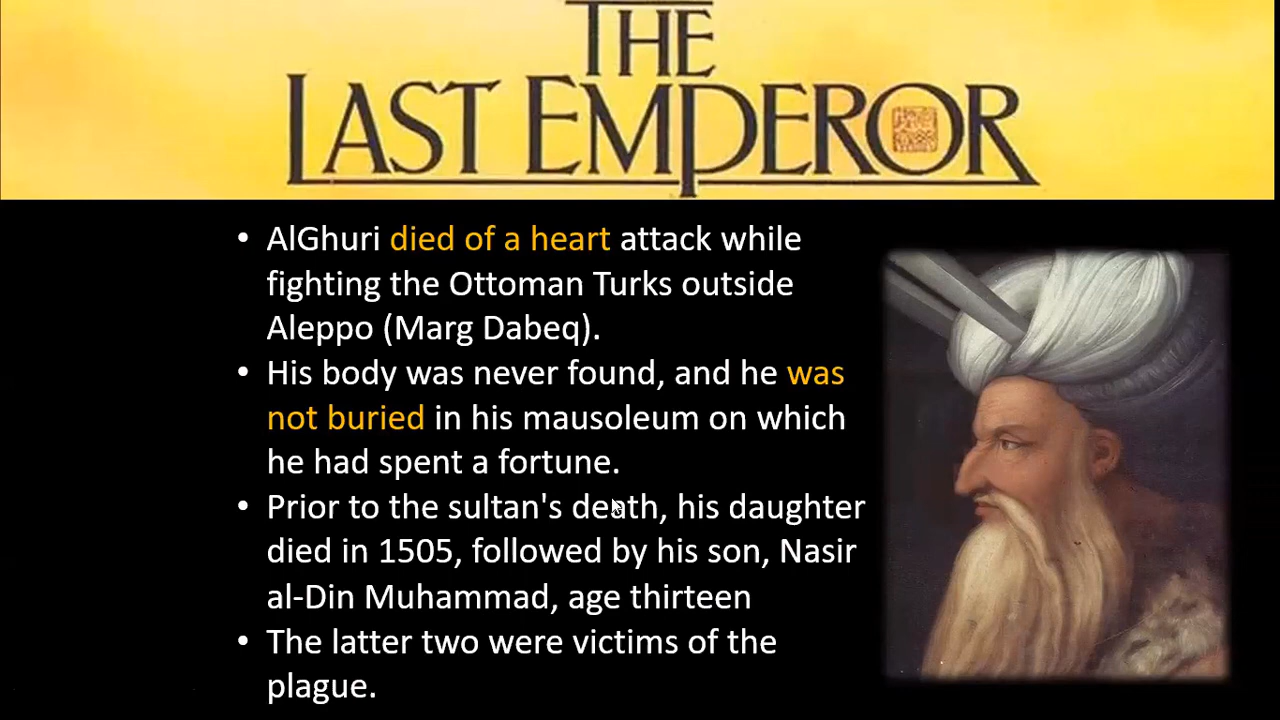 THE
LAST EMPEROR
• AlGhuri died of a heart attack while
fighting the Ottoman Turks outside
Aleppo (Marg Dabeq).
• His body was never found, and he was
not buried in his mausoleum on which
he had spent a fortune.
• Prior to the sultan's death, his daughter
died in 1505, followed by his son, Nasir
al-Din Muhammad, age thirteen
• The latter two were victims of the
plague.